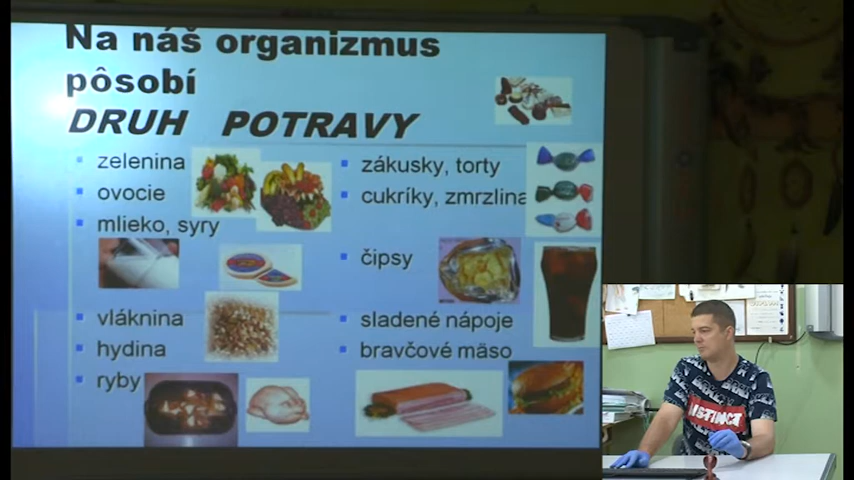 Na náš organizmus
pôsobí
DRUH POTRAVY
zelenina
ovocie
mlieko, syry
vláknina
hydina
ryby
zákusky, torty
cukríky, zmrzlina
čipsy
sladené nápoje
bravčové mäso
DISTINCT